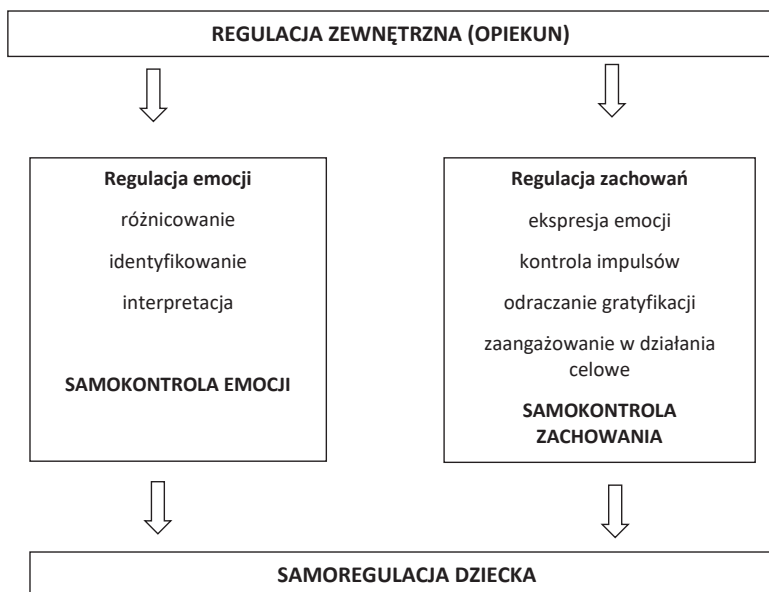 REGULACJA ZEWNĘTRZNA (OPIEKUN)
Regulacja emocji
różnicowanie
identyfikowanie
interpretacja
SAMOKONTROLA EMOCJI
Regulacja zachowań
ekspresja emocji
kontrola impulsów
odraczanie gratyfikacji
zaangażowanie w działania
celowe
SAMOKONTROLA
ZACHOWANIA
SAMOREGULACJA DZIECKA